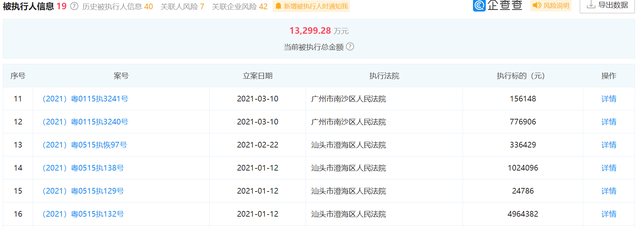 被执行人信息 19 历史被执行人信息 40 关联人风险 7 关联企业风险 42 新增被执行人时通知我 企查查 风险说明 导出数据
13,299.28 万元
当前被执行总金额
序号 案号 立案日期 执行法院 执行标的（元） 操作
11 （2021）粤0115执3241号 2021-03-10 广州市南沙区人民法院 156148 详情
12 （2021）粤0115执3240号 2021-03-10 广州市南沙区人民法院 776906 详情
13 （2021）粤0515执恢97号 2021-02-22 汕头市澄海区人民法院 336429 详情
14 （2021）粤0515执138号 2021-01-12 汕头市澄海区人民法院 1024096 详情
15 （2021）粤0515执129号 2021-01-12 汕头市澄海区人民法院 24786 详情
16 （2021）粤0515执132号 2021-01-12 汕头市澄海区人民法院 4964382 详情